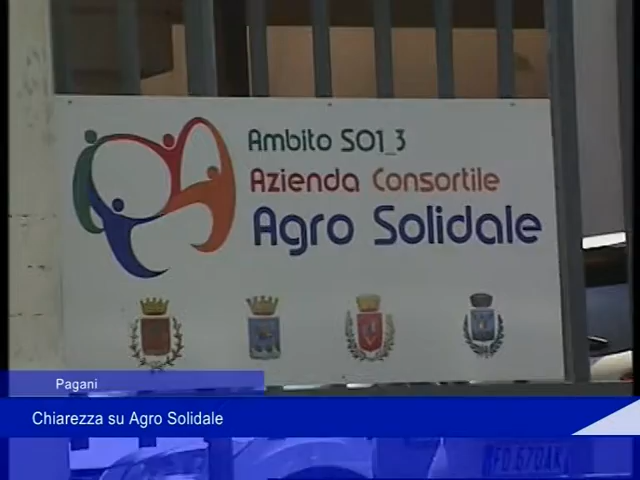 Ambito S01_3
Azienda Consortile
Agro Solidale
Pagani
Chiarezza su Agro Solidale